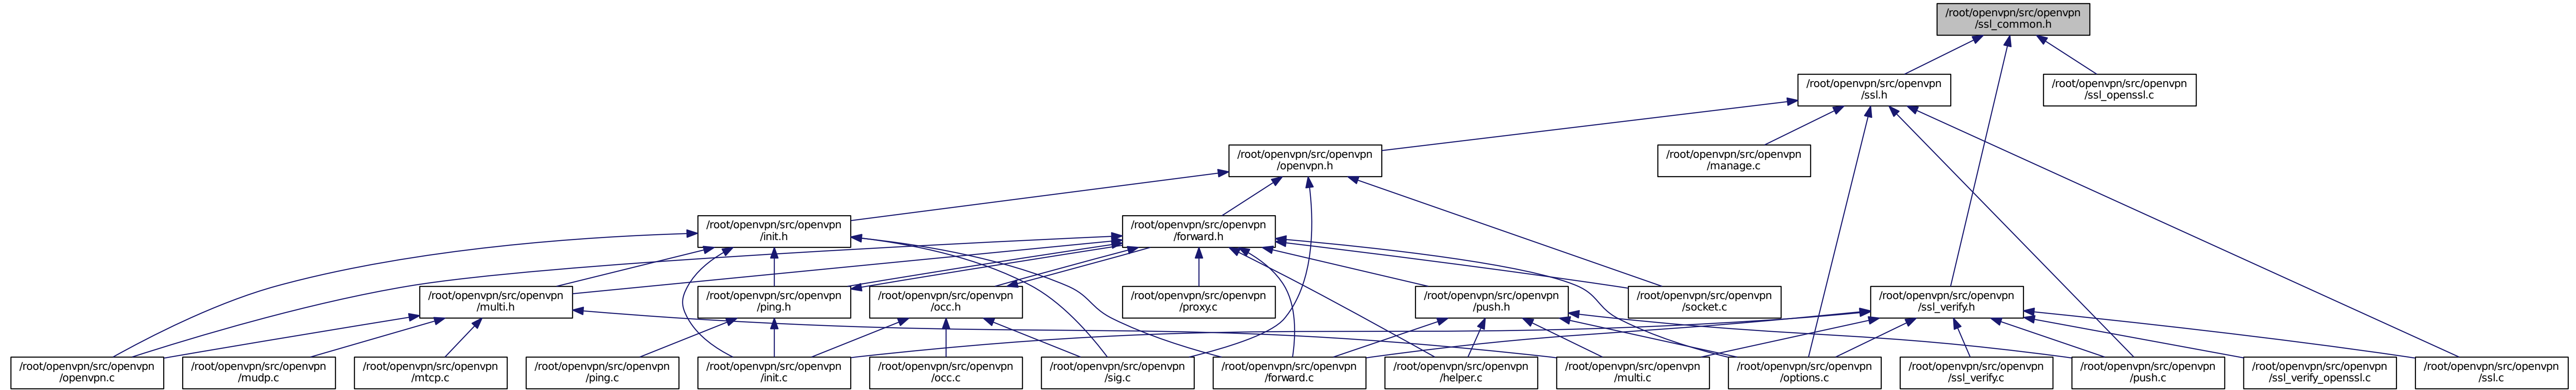 /root/openvpn/src/openvpn
/ssl_common.h
/root/openvpn/src/openvpn
/ssl.h
/root/openvpn/src/openvpn
/ssl_openssl.c
/root/openvpn/src/openvpn
/openvpn.h
/root/openvpn/src/openvpn
/manage.c
/root/openvpn/src/openvpn
/init.h
/root/openvpn/src/openvpn
/forward.h
/root/openvpn/src/openvpn
/multi.h
/root/openvpn/src/openvpn
/ping.h
/root/openvpn/src/openvpn
/occ.h
/root/openvpn/src/openvpn
/proxy.c
/root/openvpn/src/openvpn
/push.h
/root/openvpn/src/openvpn
/socket.c
/root/openvpn/src/openvpn
/ssl_verify.h
/root/openvpn/src/openvpn
/openvpn.c
/root/openvpn/src/openvpn
/mudp.c
/root/openvpn/src/openvpn
/mtcp.c
/root/openvpn/src/openvpn
/ping.c
/root/openvpn/src/openvpn
/init.c
/root/openvpn/src/openvpn
/occ.c
/root/openvpn/src/openvpn
/sig.c
/root/openvpn/src/openvpn
/forward.c
/root/openvpn/src/openvpn
/helper.c
/root/openvpn/src/openvpn
/multi.c
/root/openvpn/src/openvpn
/options.c
/root/openvpn/src/openvpn
/ssl_verify.c
/root/openvpn/src/openvpn
/push.c
/root/openvpn/src/openvpn
/ssl_verify_openssl.c
/root/openvpn/src/openvpn
/ssl.c